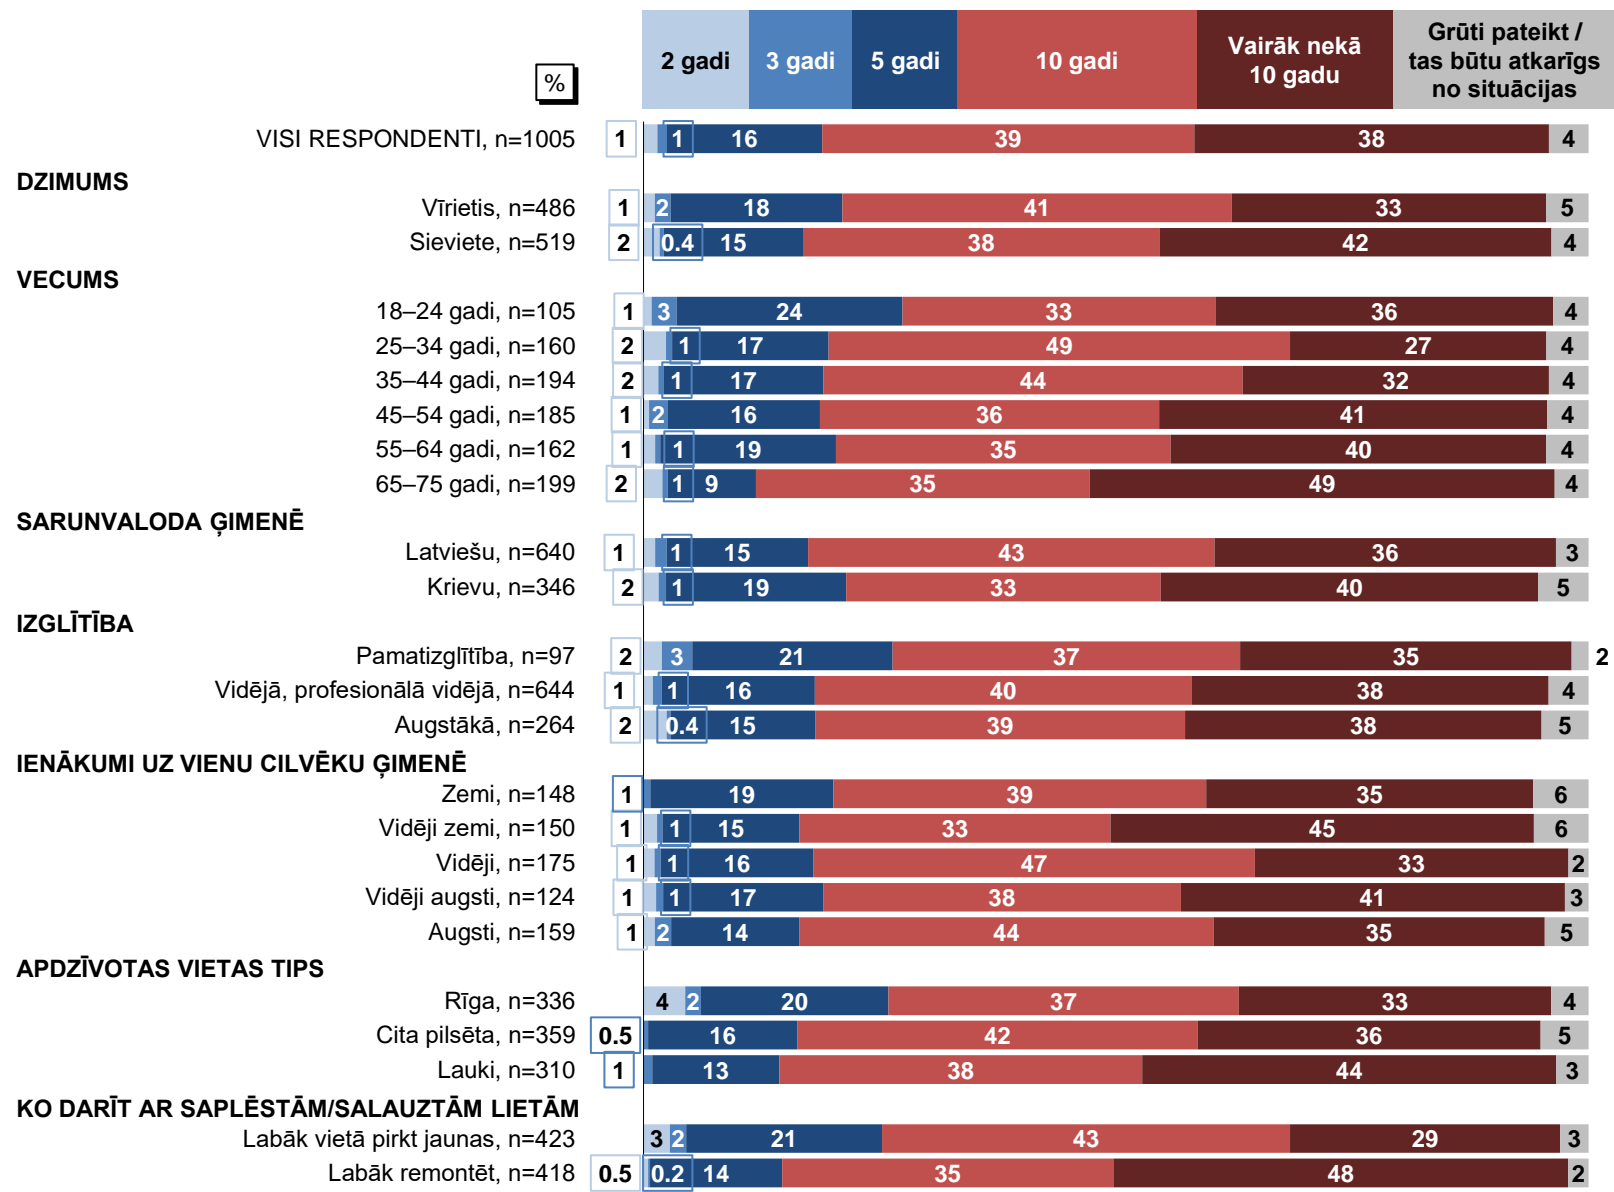 %
2 gadi
3 gadi
5 gadi
10 gadi
Vairāk nekā
10 gadu
Grūti pateikt /
tas būtu atkarīgs
no situācijas
VISI RESPONDENTI, n=1005 1 1 16 39 38 4
DZIMUMS
Vīrietis, n=486 1 2 18 41 33 5
Sieviete, n=519 2 0.4 15 38 42 4
VECUMS
18–24 gadi, n=105 1 3 24 33 36 4
25–34 gadi, n=160 2 1 17 49 27 4
35–44 gadi, n=194 2 1 17 44 32 4
45–54 gadi, n=185 1 2 16 36 41 4
55–64 gadi, n=162 1 1 19 35 40 4
65–75 gadi, n=199 2 1 9 35 49 4
SARUNVALODA ĢIMENĒ
Latviešu, n=640 1 1 15 43 36 3
Krievu, n=346 2 1 19 33 40 5
IZGLĪTĪBA
Pamatizglītība, n=97 2 3 21 37 35 2
Vidējā, profesionālā vidējā, n=644 1 1 16 40 38 4
Augstākā, n=264 2 0.4 15 39 38 5
IENĀKUMI UZ VIENU CILVĒKU ĢIMENĒ
Zemi, n=148 1 19 39 35 6
Vidēji zemi, n=150 1 1 15 33 45 6
Vidēji, n=175 1 1 16 47 33 2
Vidēji augsti, n=124 1 1 17 38 41 3
Augsti, n=159 1 2 14 44 35 5
APDZĪVOTAS VIETAS TIPS
Rīga, n=336 4 2 20 37 33 4
Cita pilsēta, n=359 0.5 16 42 36 5
Lauki, n=310 1 13 38 44 3
KO DARĪT AR SAPLĒSTĀM/SALAUZTĀM LIETĀM
Labāk vietā pirkt jaunas, n=423 3 2 21 43 29 3
Labāk remontēt, n=418 0.5 0.2 14 35 48 2